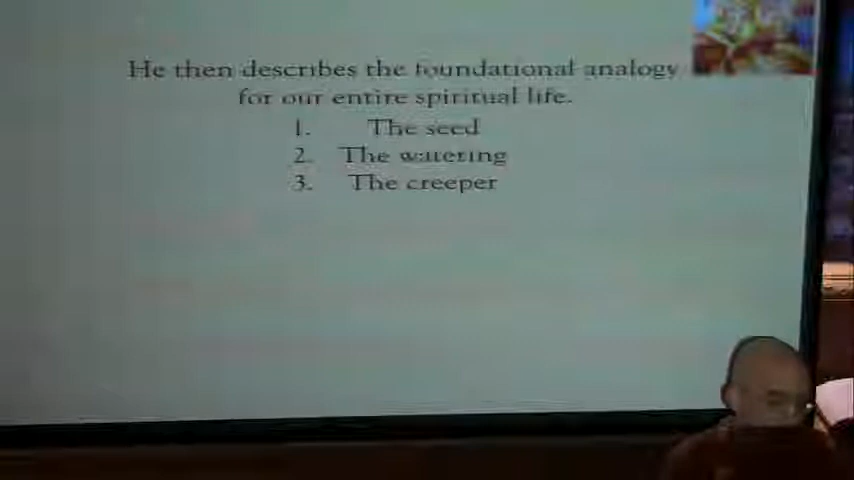 He then describes the foundational analogy
for our entire spiritual life.
1. The seed
2. The watering
3. The creeper